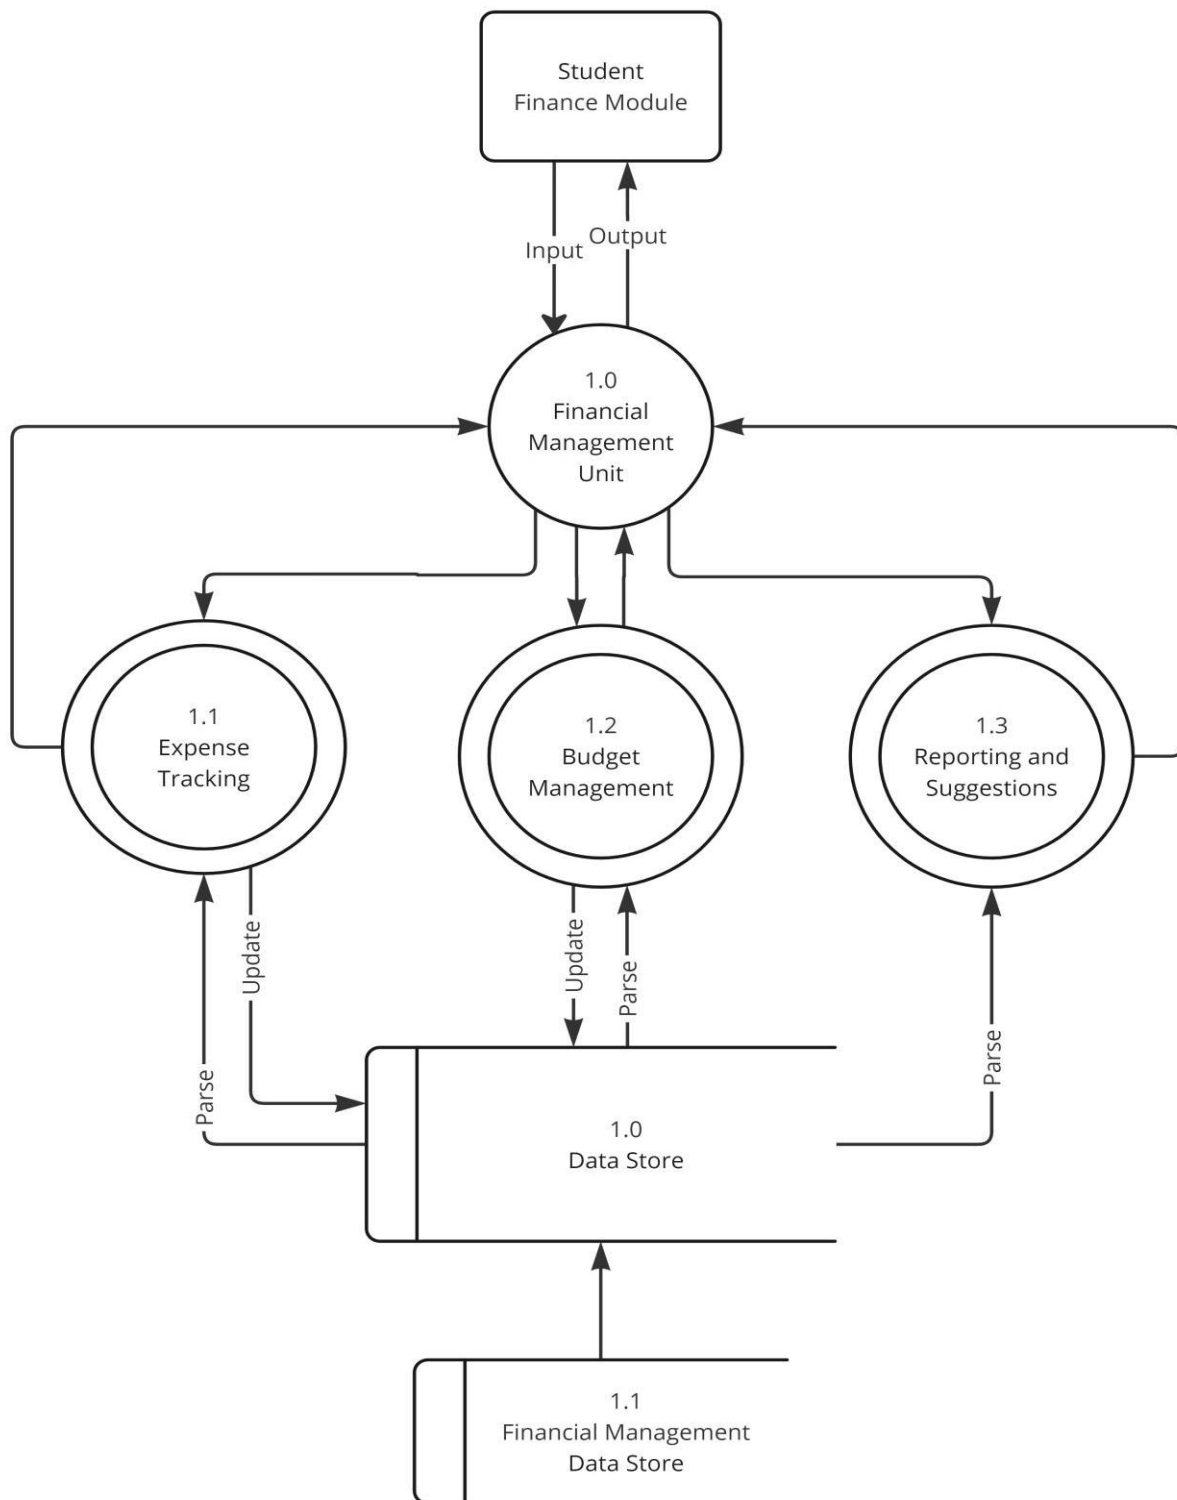 Student
Finance Module
Input
Output
1.0
Financial
Management
Unit
1.1
Expense
Tracking
1.2
Budget
Management
1.3
Reporting and
Suggestions
Update
Parse
Update
Parse
Parse
1.0
Data Store
1.1
Financial Management
Data Store